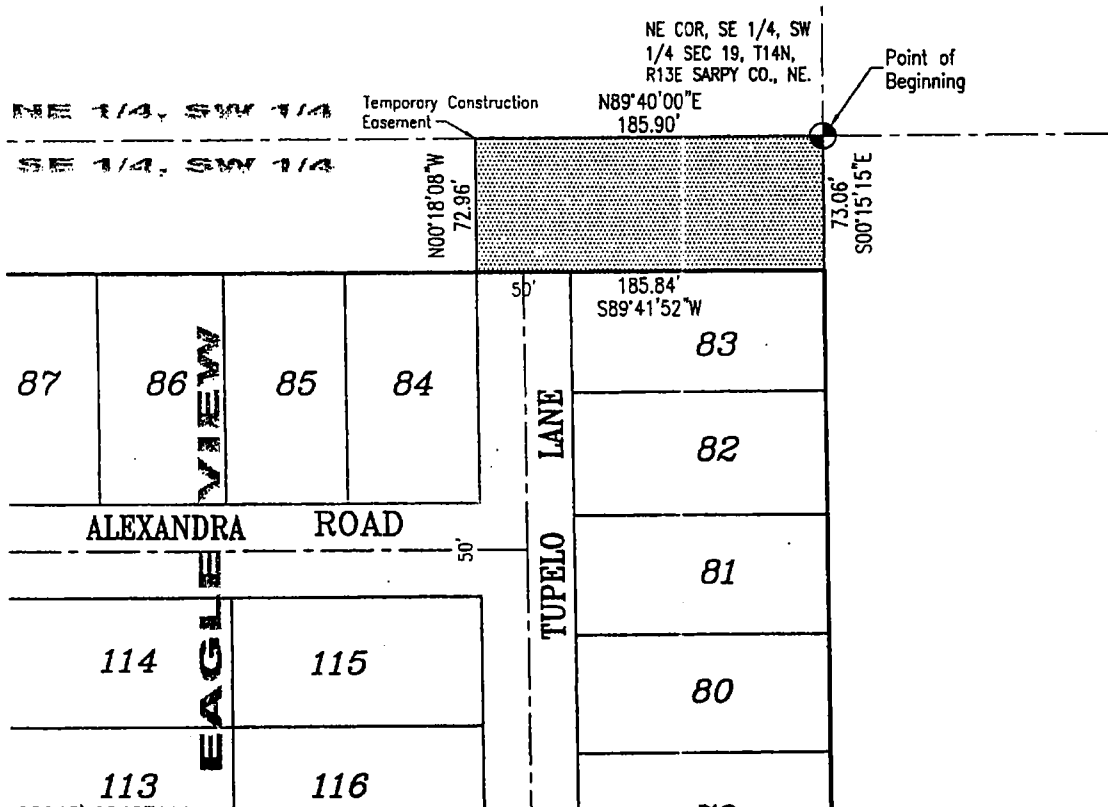 NE COR, SE 1/4, SW
1/4 SEC 19, T14N,
R13E SARPY CO., NE.
Point of
Beginning
NE 1/4, SW 1/4
SE 1/4, SW 1/4
Temporary Construction
Easement
N89°40'00"E
185.90'
N00°18'08"W
72.96'
73.06'
S00°15'15"E
50'
185.84'
S89°41'52"W
87
86
85
84
83
82
81
80
EAGLE VIEW
ALEXANDRA ROAD
50'
TUPELO LANE
114
115
113
116